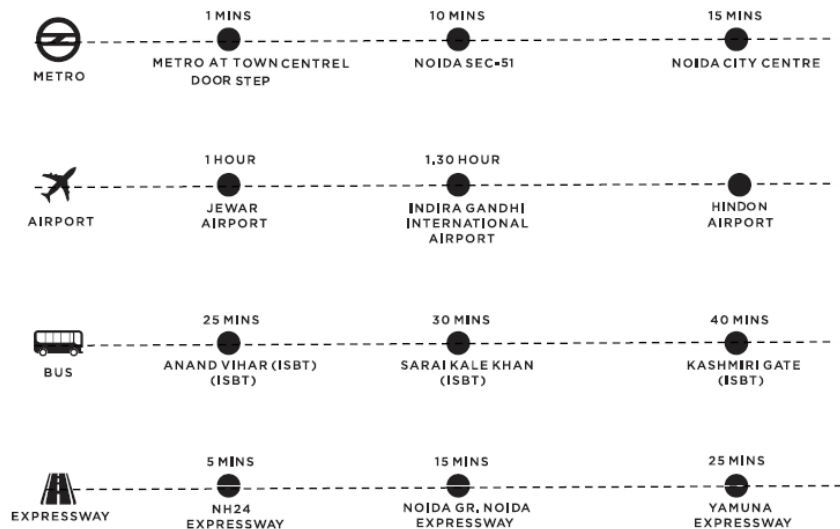 1 MINS 10 MINS 15 MINS
METRO
METRO AT TOWN CENTREL NOIDA SEC-51 NOIDA CITY CENTRE
DOOR STEP
1 HOUR 1.30 HOUR
AIRPORT
JEWAR INDIRA GANDHI HINDON
AIRPORT INTERNATIONAL AIRPORT
AIRPORT
25 MINS 30 MINS 40 MINS
BUS
ANAND VIHAR (ISBT) SARAI KALE KHAN KASHMIRI GATE
(ISBT) (ISBT) (ISBT)
5 MINS 15 MINS 25 MINS
EXPRESSWAY
NH24 NOIDA GR. NOIDA YAMUNA
EXPRESSWAY EXPRESSWAY EXPRESSWAY